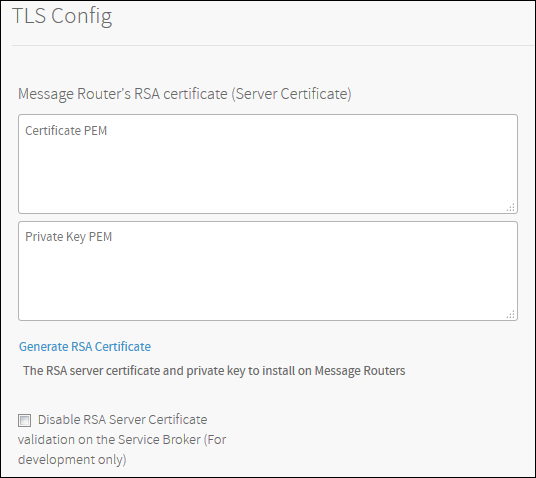 TLS Config
Message Router's RSA certificate (Server Certificate)
Certificate PEM
Private Key PEM
Generate RSA Certificate
The RSA server certificate and private key to install on Message Routers
Disable RSA Server Certificate
validation on the Service Broker (For
development only)